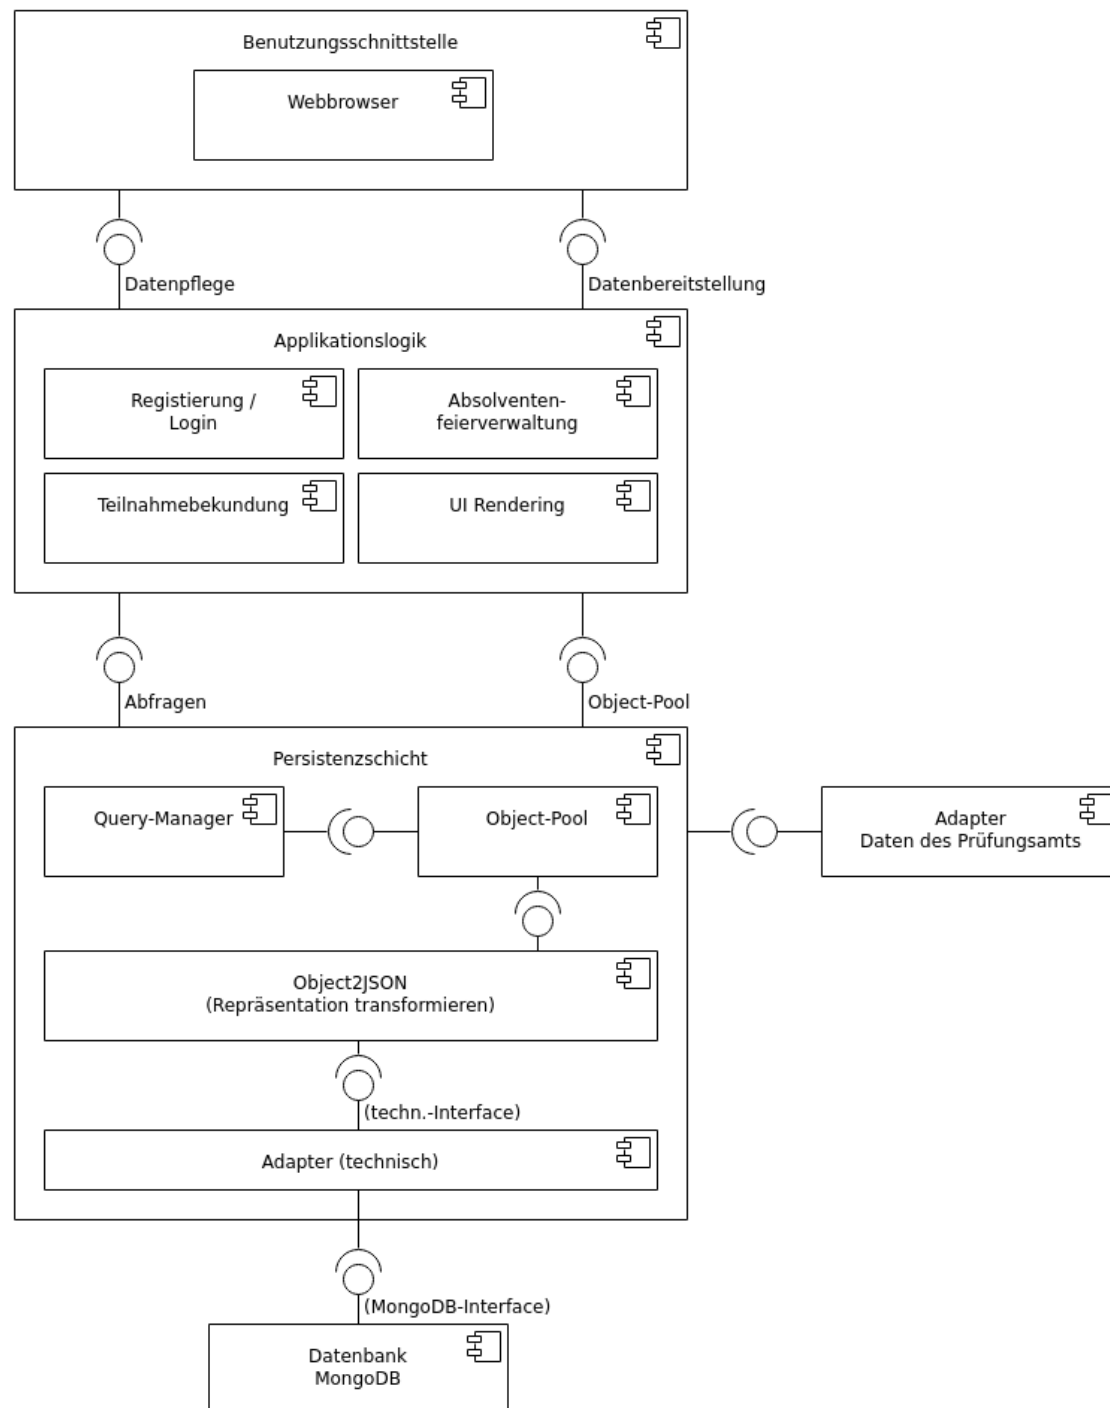 Benutzungsschnittstelle
Webbrowser
Datenpflege
Datenbereitstellung
Applikationslogik
Registierung /
Login
Absolventen-
feierverwaltung
Teilnahmebekundung
UI Rendering
Abfragen
Object-Pool
Persistenzschicht
Query-Manager
Object-Pool
Adapter
Daten des Prüfungsamts
Object2JSON
(Repräsentation transformieren)
(techn.-Interface)
Adapter (technisch)
(MongoDB-Interface)
Datenbank
MongoDB